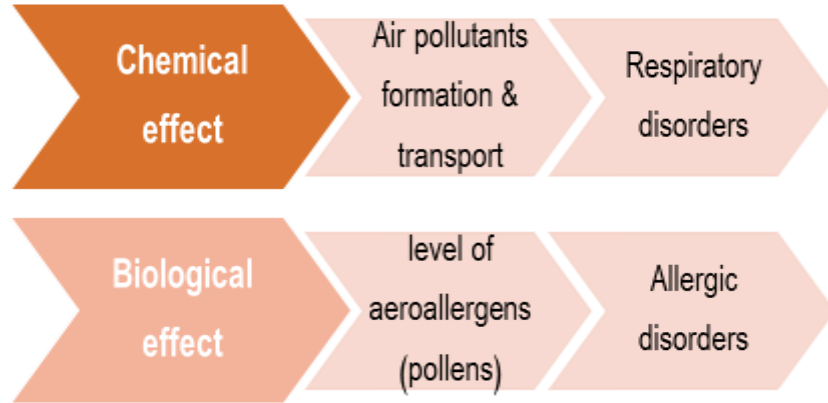 Chemical
effect
Air pollutants
formation &
transport
Respiratory
disorders
Biological
effect
level of
aeroallergens
(pollens)
Allergic
disorders